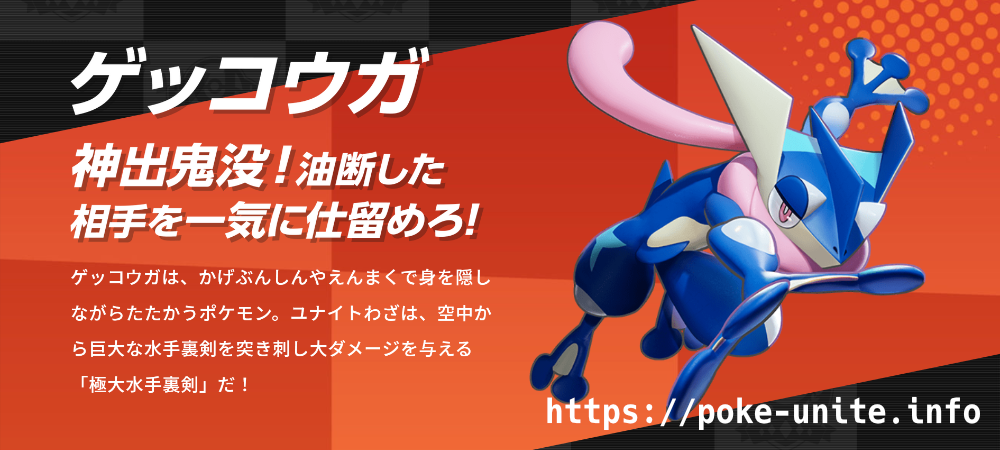 ゲッコウガ
神出鬼没！油断した
相手を一気に仕留めろ!
ゲッコウガは、かげぶんしんやえんまくで身を隠し
ながらたたかうポケモン。ユナイトわざは、空中か
ら巨大な水手裏剣を突き刺し大ダメージを与える
「極大水手裏剣」だ！
https://poke-unite.info